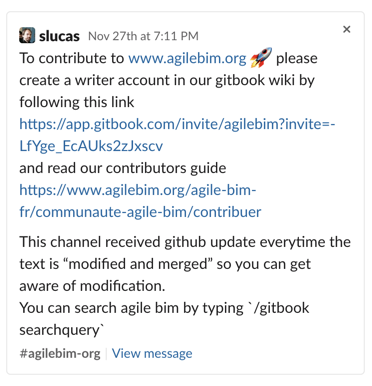 slucas Nov 27th at 7:11 PM
To contribute to www.agilebim.org 🚀 please
create a writer account in our gitbook wiki by
following this link
https://app.gitbook.com/invite/agilebim?invite=-
LfYge_EcAUks2zJxscv
and read our contributors guide
https://www.agilebim.org/agile-bim-
fr/communaute-agile-bim/contribuer
This channel received github update everytime the
text is “modified and merged” so you can get
aware of modification.
You can search agile bim by typing `/gitbook
searchquery`
#agilebim-org | View message